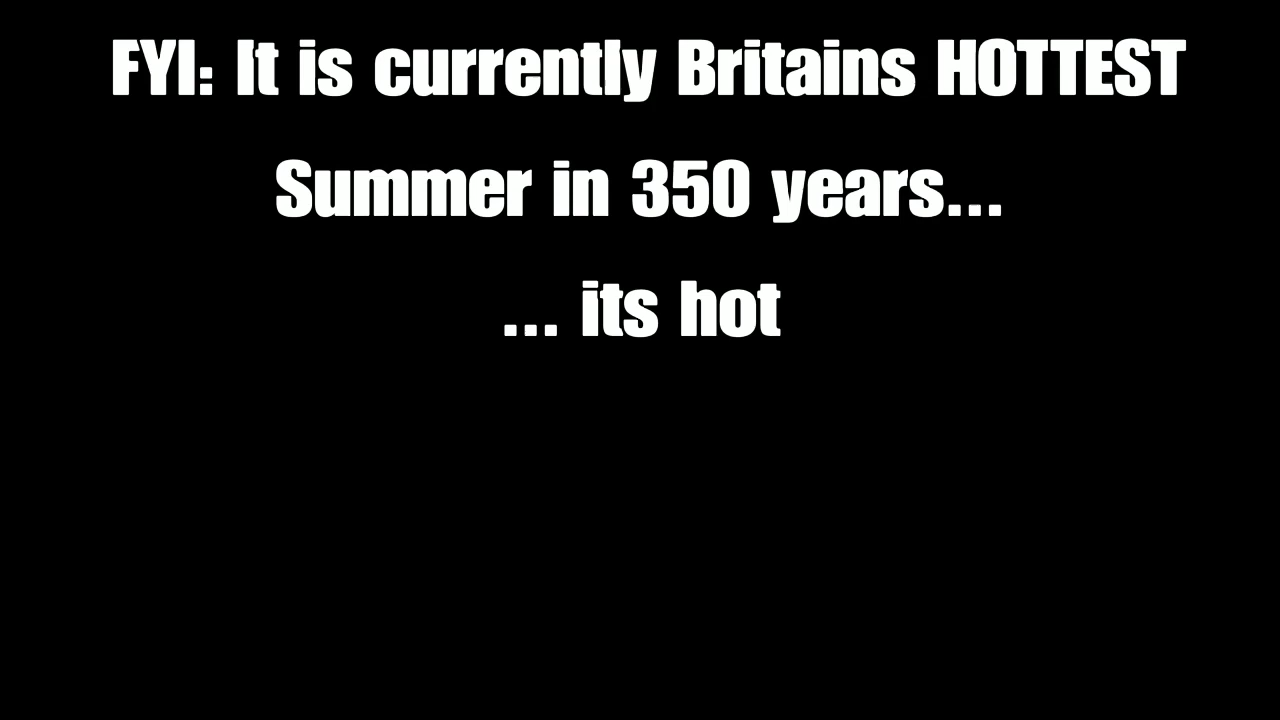 FYI: It is currently Britains HOTTEST
Summer in 350 years...
... its hot